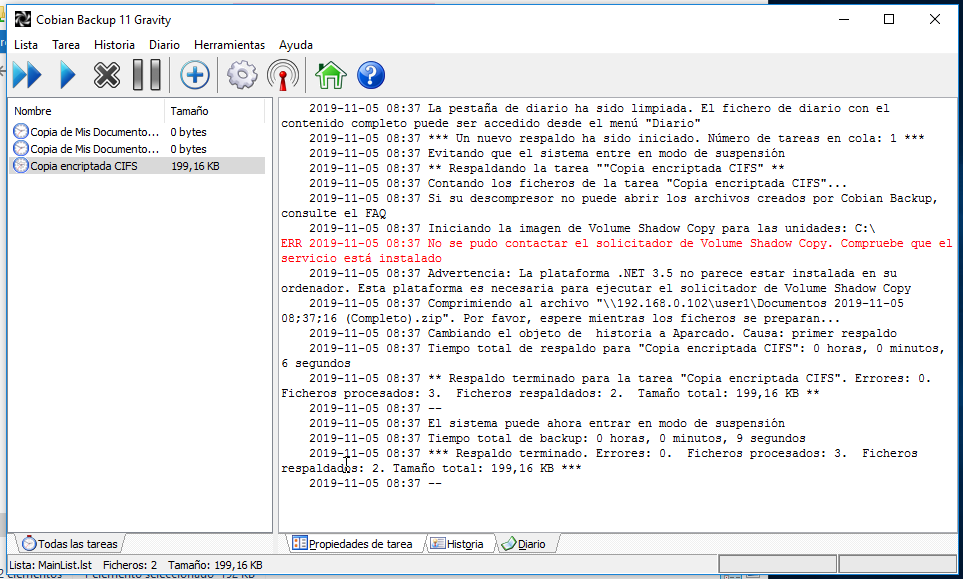 Cobian Backup 11 Gravity
Lista Tarea Historia Diario Herramientas Ayuda
Nombre Tamaño
Copia de Mis Documento... 0 bytes
Copia de Mis Documento... 0 bytes
Copia encriptada CIFS 199,16 KB
2019-11-05 08:37 La pestaña de diario ha sido limpiada. El fichero de diario con el
contenido completo puede ser accedido desde el menú "Diario"
2019-11-05 08:37 *** Un nuevo respaldo ha sido iniciado. Número de tareas en cola: 1 ***
2019-11-05 08:37 Evitando que el sistema entre en modo de suspensión
2019-11-05 08:37 ** Respaldando la tarea ""Copia encriptada CIFS" **
2019-11-05 08:37 Contando los ficheros de la tarea "Copia encriptada CIFS"...
2019-11-05 08:37 Si su descompresor no puede abrir los archivos creados por Cobian Backup,
consulte el FAQ
2019-11-05 08:37 Iniciando la imagen de Volume Shadow Copy para las unidades: C:\
ERR 2019-11-05 08:37 No se pudo contactar el solicitador de Volume Shadow Copy. Compruebe que el
servicio está instalado
2019-11-05 08:37 Advertencia: La plataforma .NET 3.5 no parece estar instalada en su
ordenador. Esta plataforma es necesaria para ejecutar el solicitador de Volume Shadow Copy
2019-11-05 08:37 Comprimiendo al archivo "\\192.168.0.102\user1\Documentos 2019-11-05
08;37;16 (Completo).zip". Por favor, espere mientras los ficheros se preparan...
2019-11-05 08:37 Cambiando el objeto de  historia a Aparcado. Causa: primer respaldo
2019-11-05 08:37 Tiempo total de respaldo para "Copia encriptada CIFS": 0 horas, 0 minutos,
6 segundos
2019-11-05 08:37 ** Respaldo terminado para la tarea "Copia encriptada CIFS". Errores: 0.
Ficheros procesados: 3.  Ficheros respaldados: 2.  Tamaño total: 199,16 KB **
2019-11-05 08:37 --
2019-11-05 08:37 El sistema puede ahora entrar en modo de suspensión
2019-11-05 08:37 Tiempo total de backup: 0 horas, 0 minutos, 9 segundos
2019-11-05 08:37 *** Respaldo terminado. Errores: 0.  Ficheros procesados: 3.  Ficheros
respaldados: 2. Tamaño total: 199,16 KB ***
2019-11-05 08:37 --
Todas las tareas
Propiedades de tarea Historia Diario
Lista: MainList.lst Ficheros: 2 Tamaño: 199,16 KB